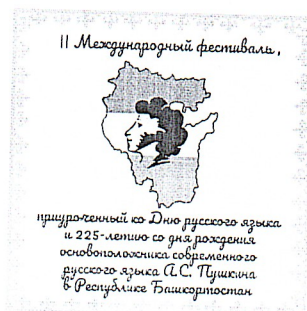 II Международный фестиваль,
приуроченный ко Дню русского языка
и 225-летию со дня рождения
основоположника современного
русского языка А.С. Пушкина
в Республике Башкортостан